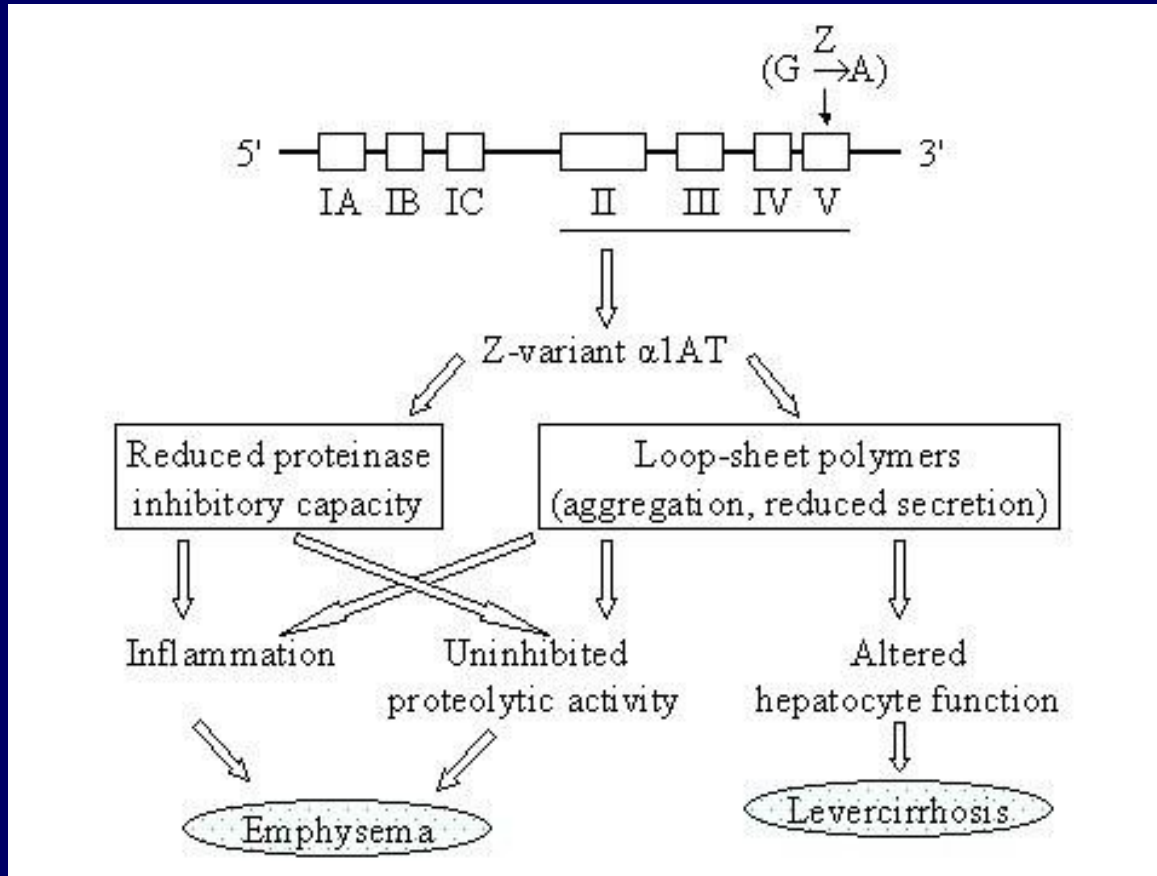 Z
(G →A)
5' 3'
IA IB IC II III IV V
Z-variant α1AT
Reduced proteinase
inhibitory capacity
Loop-sheet polymers
(aggregation, reduced secretion)
Inflammation
Uninhibited
proteolytic activity
Altered
hepatocyte function
Emphysema
Levercirrhosis